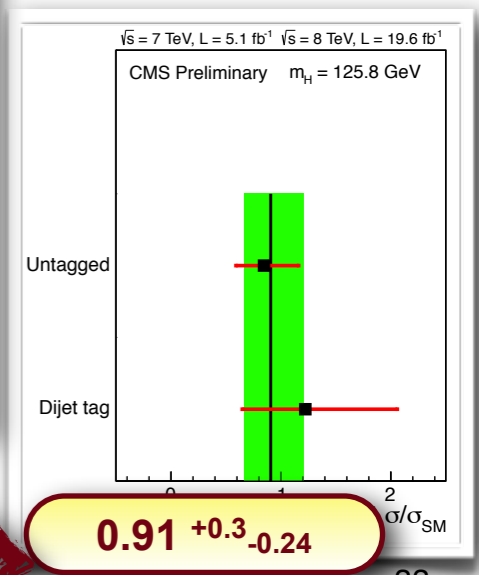 √s = 7 TeV, L = 5.1 fb⁻¹ √s = 8 TeV, L = 19.6 fb⁻¹
CMS Preliminary m_H = 125.8 GeV
Untagged
Dijet tag
0 1 2
σ/σ_SM
0.91 +0.3 -0.24